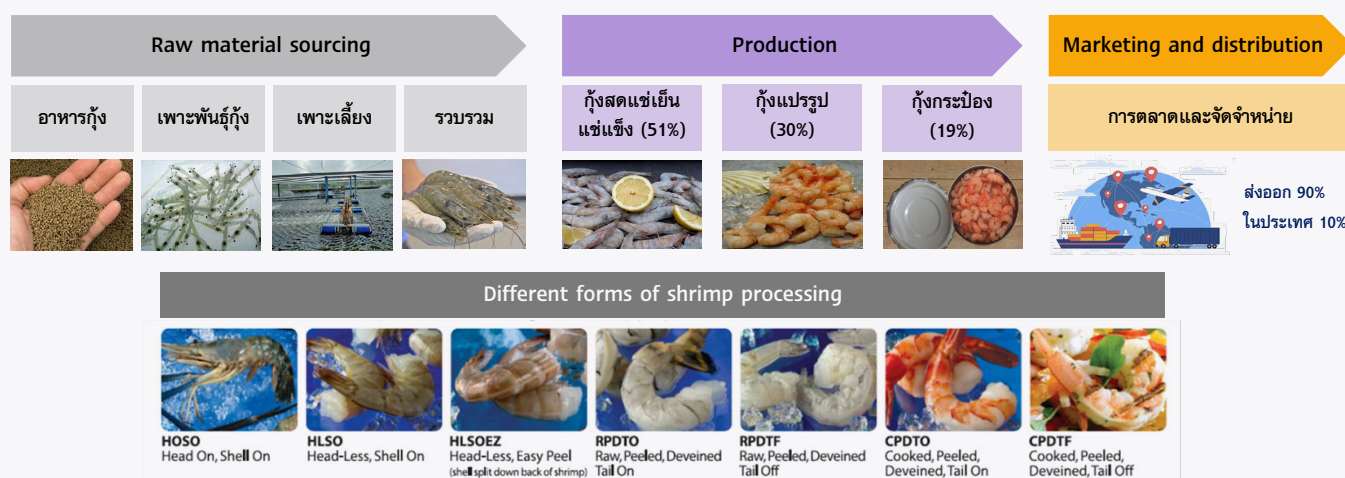 Raw material sourcing
Production
Marketing and distribution
อาหารกุ้ง
เพาะพันธุ์กุ้ง
เพาะเลี้ยง
รวบรวม
กุ้งสดแช่เย็น
แช่แข็ง (51%)
กุ้งแปรรูป
(30%)
กุ้งกระป๋อง
(19%)
การตลาดและจัดจำหน่าย
ส่งออก 90%
ในประเทศ 10%
Different forms of shrimp processing
HOSO
Head On, Shell On
HLSO
Head-Less, Shell On
HLSOEZ
Head-Less, Easy Peel
(shell split down back of shrimp)
RPDTO
Raw, Peeled, Deveined
Tail On
RPDTF
Raw, Peeled, Deveined
Tail Off
CPDTO
Cooked, Peeled,
Deveined, Tail On
CPDTF
Cooked, Peeled,
Deveined, Tail Off